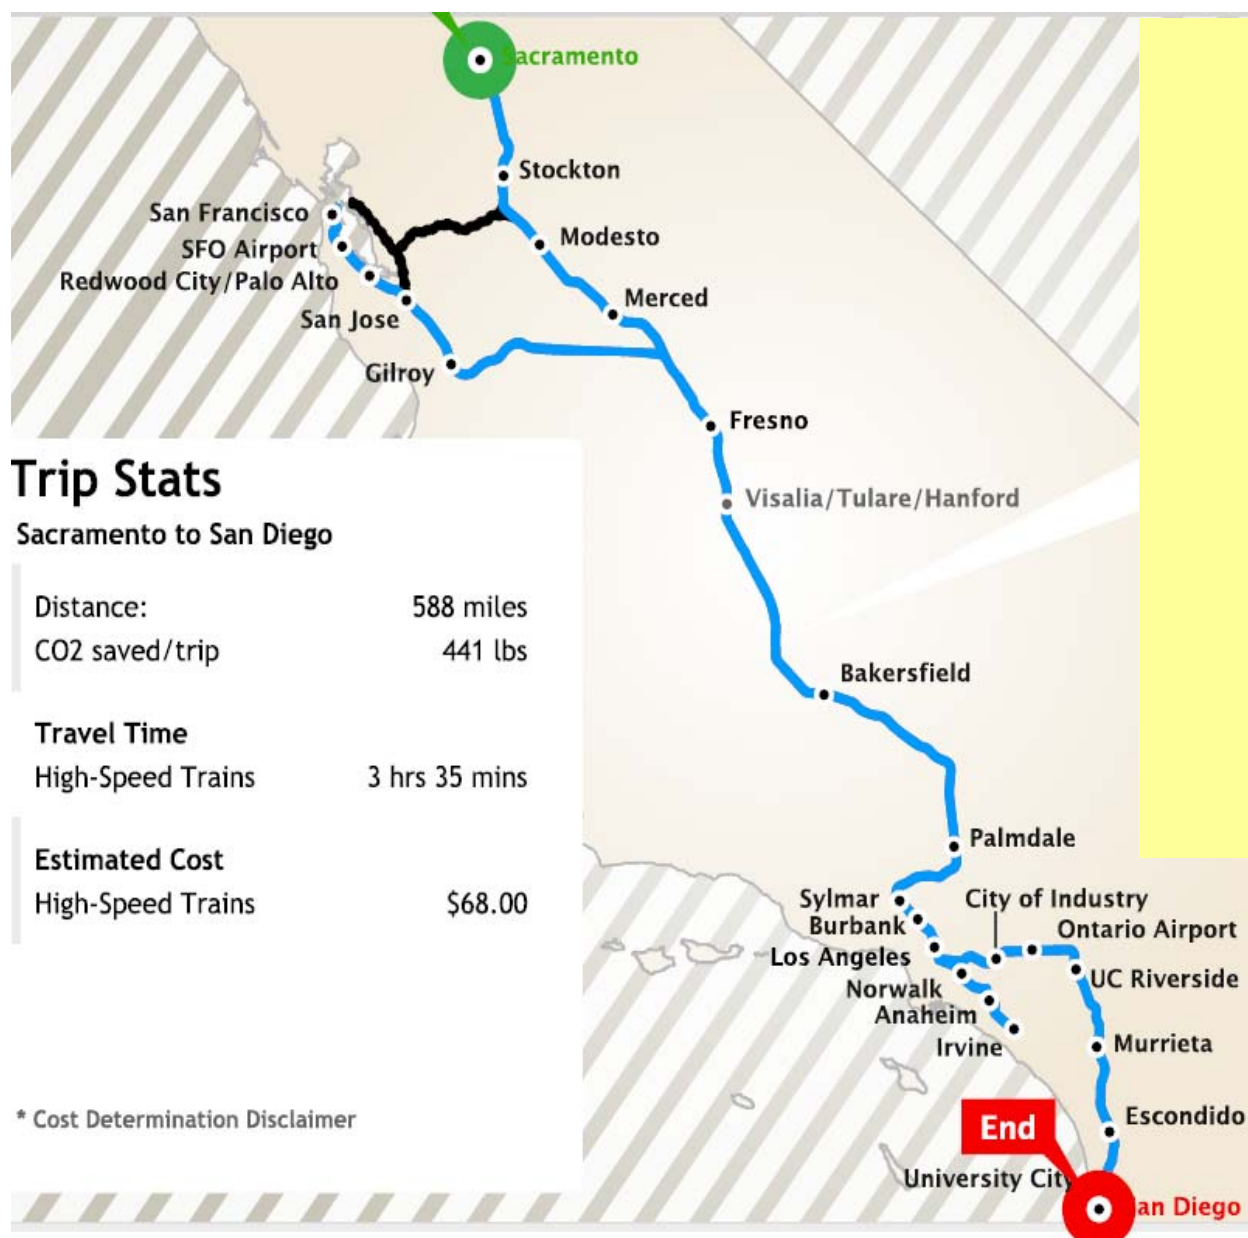 acramento
Stockton
San Francisco
Modesto
SFO Airport
Redwood City/Palo Alto
Merced
San Jose
Gilroy
Fresno
Visalia/Tulare/Hanford
Bakersfield
Palmdale
Sylmar
City of Industry
Burbank
Ontario Airport
Los Angeles
UC Riverside
Norwalk
Anaheim
Irvine
Murrieta
Escondido
End
University City
an Diego
Trip Stats
Sacramento to San Diego
Distance: 588 miles
CO2 saved/trip 441 lbs
Travel Time
High-Speed Trains 3 hrs 35 mins
Estimated Cost
High-Speed Trains $68.00
* Cost Determination Disclaimer